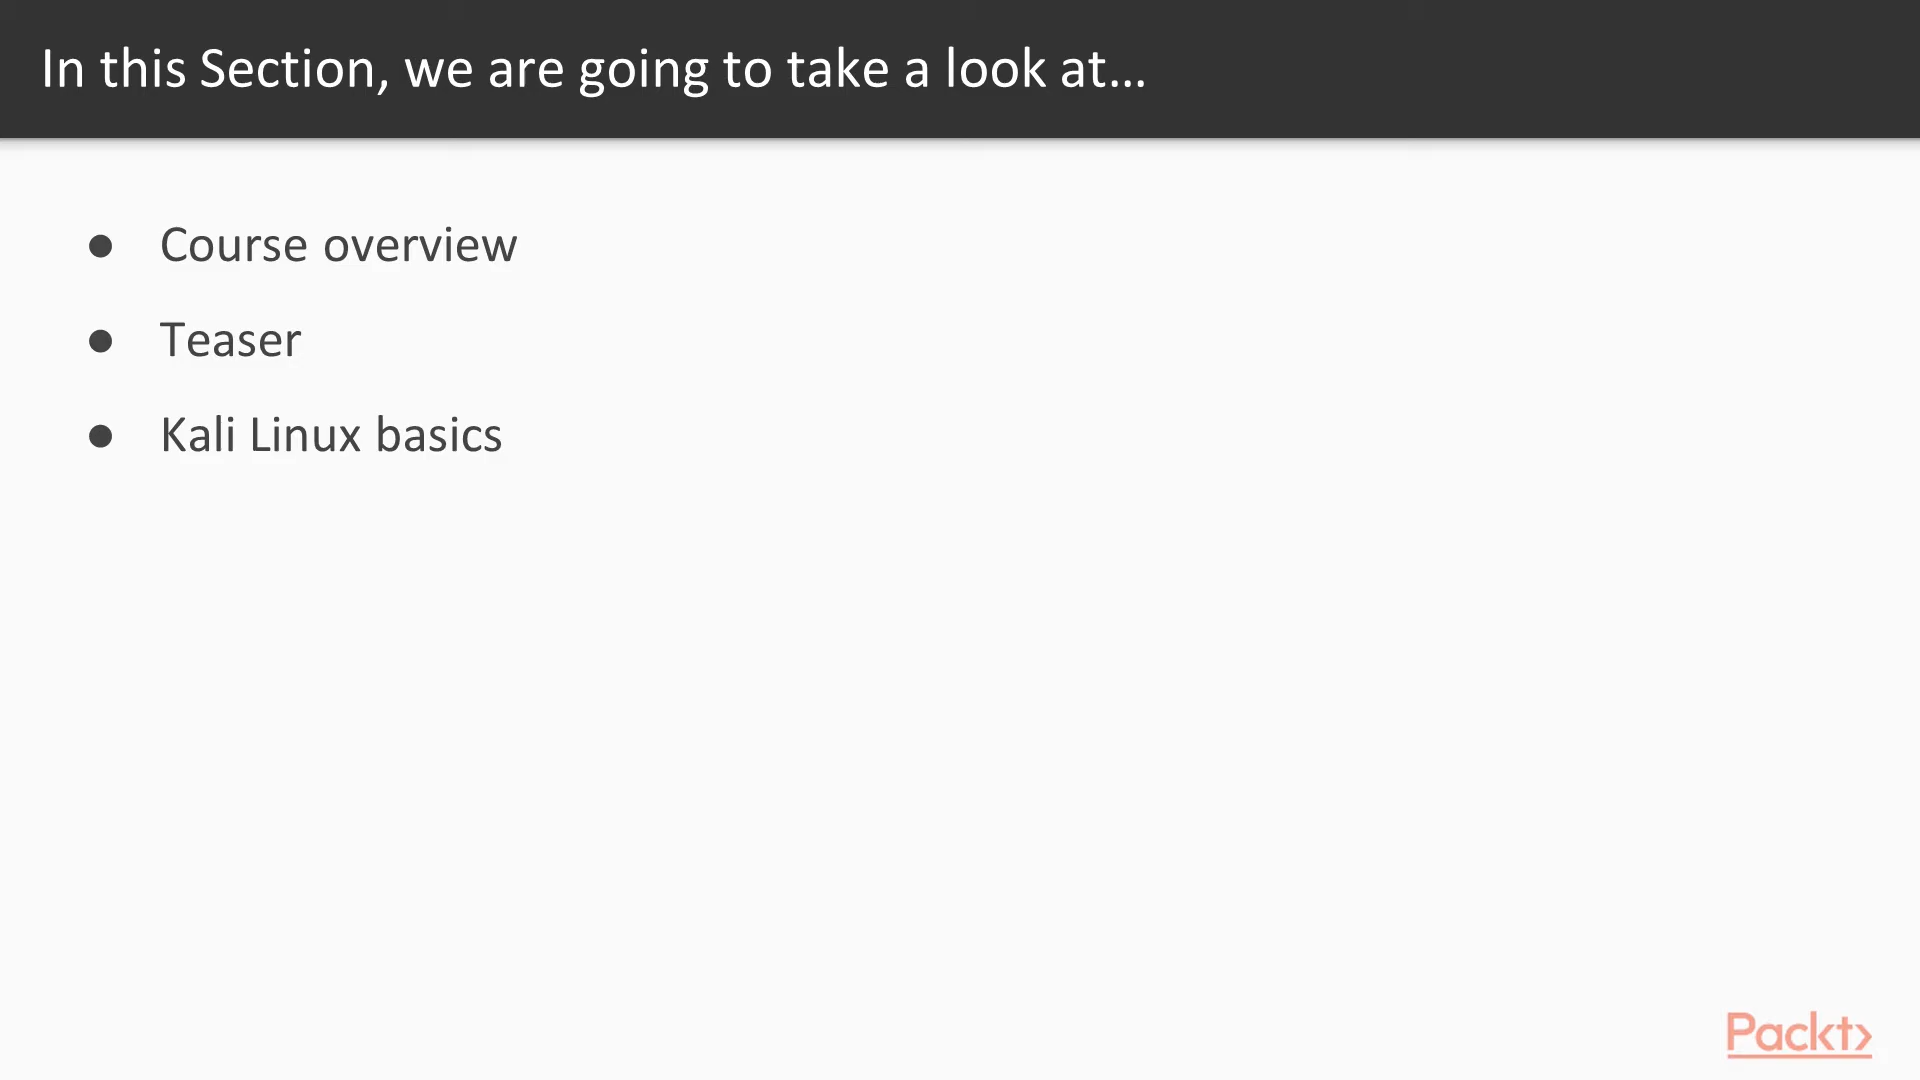 In this Section, we are going to take a look at...
● Course overview
● Teaser
● Kali Linux basics
Packt>